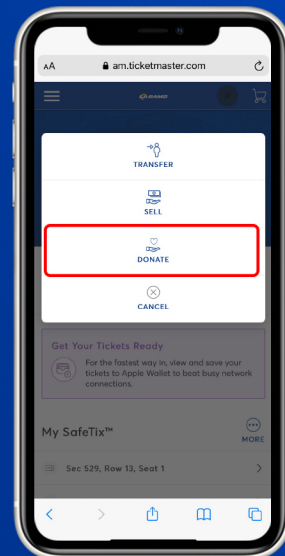 AA am.ticketmaster.com
RAMS
TRANSFER
SELL
DONATE
CANCEL
Get Your Tickets Ready
For the fastest way in, view and save your
tickets to Apple Wallet to beat busy network
connections.
My SafeTix™
MORE
Sec 529, Row 13, Seat 1